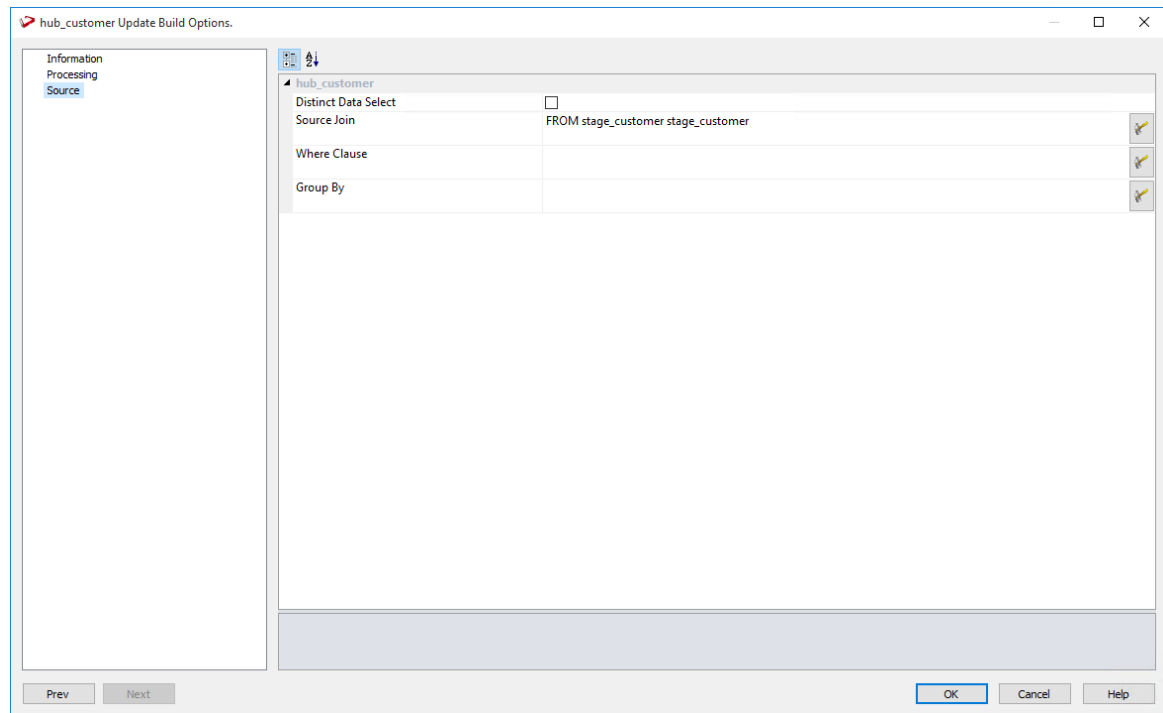 hub_customer Update Build Options.
Information
Processing
Source
hub_customer
Distinct Data Select
Source Join FROM stage_customer stage_customer
Where Clause
Group By
Prev Next OK Cancel Help